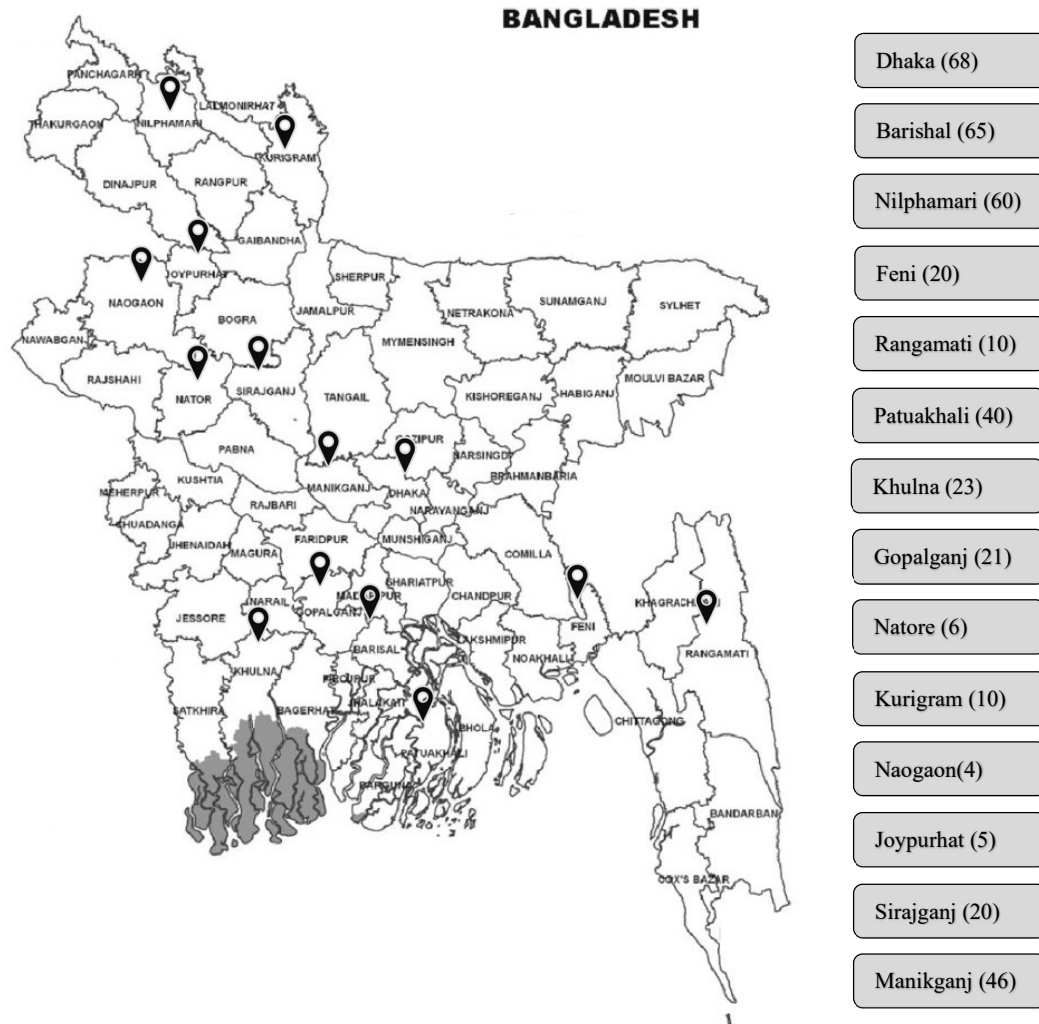 BANGLADESH
PANCHAGARH
THAKURGAON
NILPHAMARI
LALMONIRHAT
KURIGRAM
DINAJPUR
RANGPUR
GAIBANDHA
JOYPURHAT
NAOGAON
BOGRA
SHERPUR
JAMALPUR
NETRAKONA
SUNAMGANJ
SYLHET
MYMENSINGH
NAWABGANJ
RAJSHAHI
NATOR
SIRAJGANJ
TANGAIL
KISHOREGANJ
HABIGANJ
MOULVI BAZAR
PABNA
GAZIPUR
NARSINGDI
BRAHMANBARIA
KUSHTIA
MEHERPUR
MANIKGANJ
DHAKA
NARAYANGANJ
RAJBARI
CHUADANGA
JHENAIDAH
MAGURA
FARIDPUR
MUNSHIGANJ
COMILLA
SHARIATPUR
CHANDPUR
NARAIL
GOPALGANJ
JESSORE
FENI
BARISAL
LAKSHMIPUR
NOAKHALI
RANGAMATI
KHULNA
PIROJPUR
JHALAKATI
BAGERHAT
SATKHIRA
BHOLA
CHITTAGONG
PATUAKHALI
BARGUNA
BANDARBAN
COX'S BAZAR
Dhaka (68)
Barishal (65)
Nilphamari (60)
Feni (20)
Rangamati (10)
Patuakhali (40)
Khulna (23)
Gopalganj (21)
Natore (6)
Kurigram (10)
Naogaon(4)
Joypurhat (5)
Sirajganj (20)
Manikganj (46)